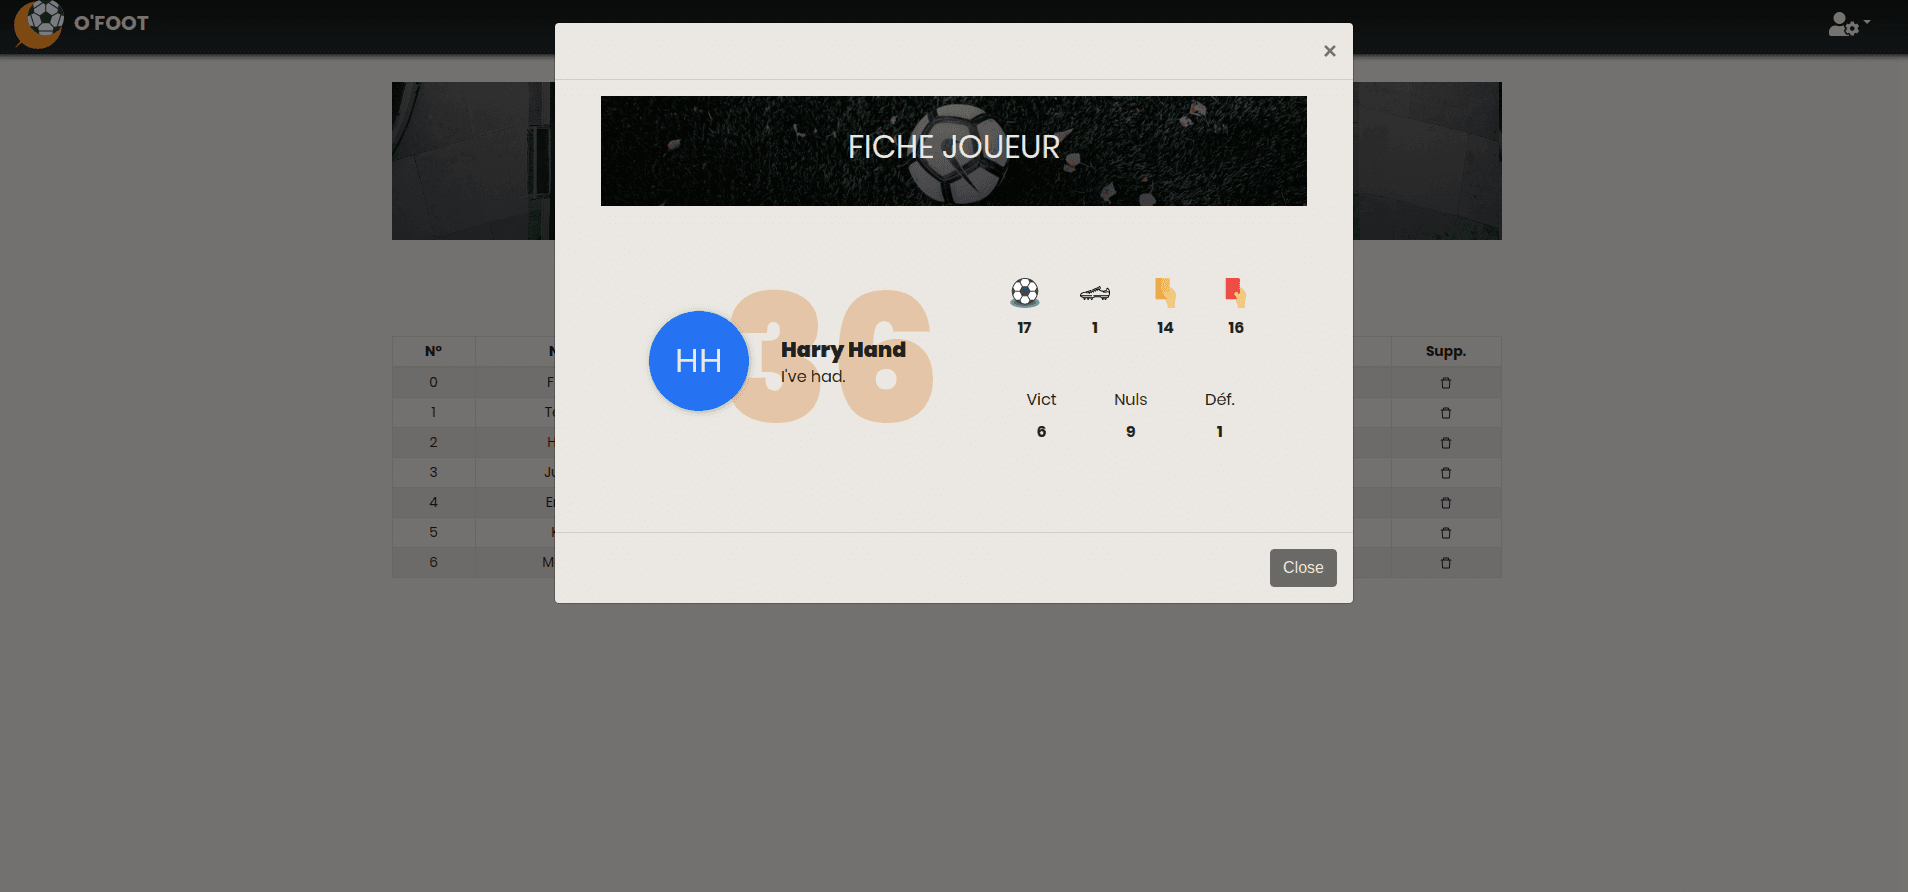 O'FOOT
×
FICHE JOUEUR
17 1 14 16
36
HH
Harry Hand
I've had.
Vict Nuls Déf.
6 9 1
Close
N° Supp.
0
1
2
3
4
5
6